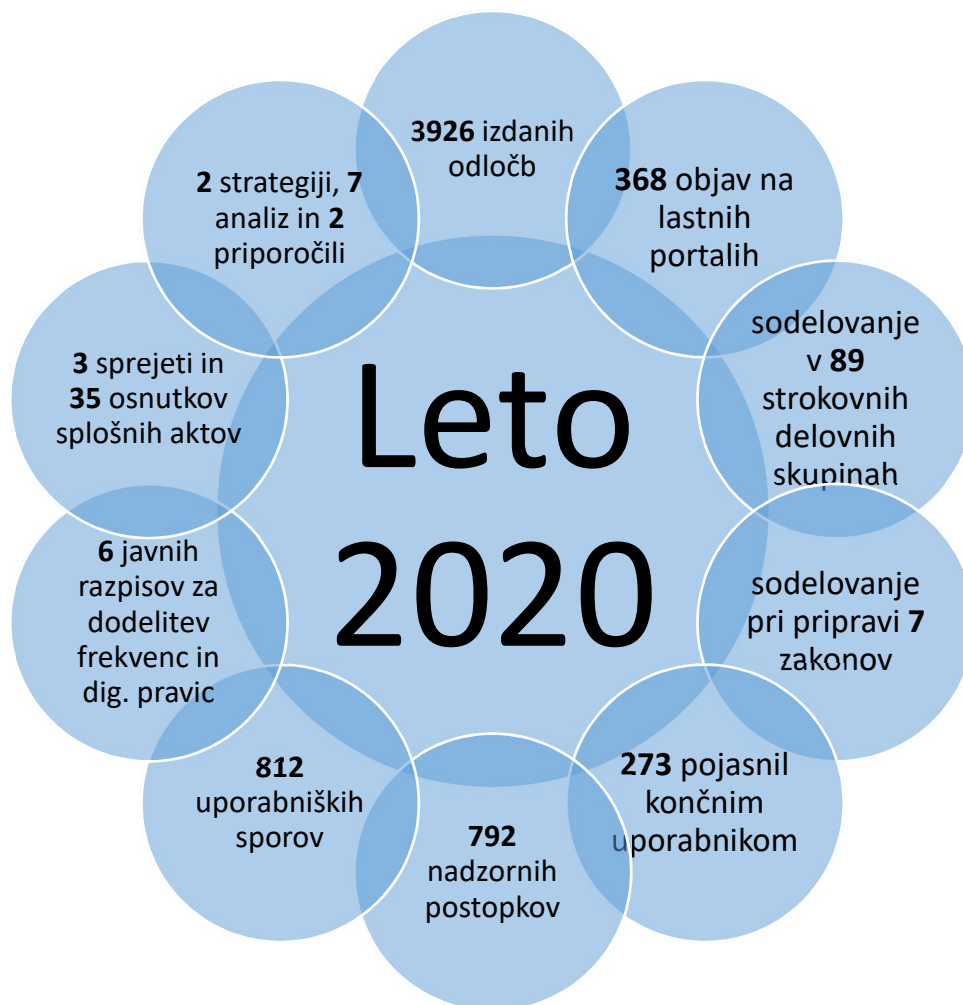 Leto
2020
3926 izdanih
odločb
368 objav na
lastnih
portalih
sodelovanje
v 89
strokovnih
delovnih
skupinah
sodelovanje
pri pripravi 7
zakonov
273 pojasnil
končnim
uporabnikom
792
nadzornih
postopkov
812
uporabniških
sporov
6 javnih
razpisov za
dodelitev
frekvenc in
dig. pravic
3 sprejeti in
35 osnutkov
splošnih aktov
2 strategiji, 7
analiz in 2
priporočili